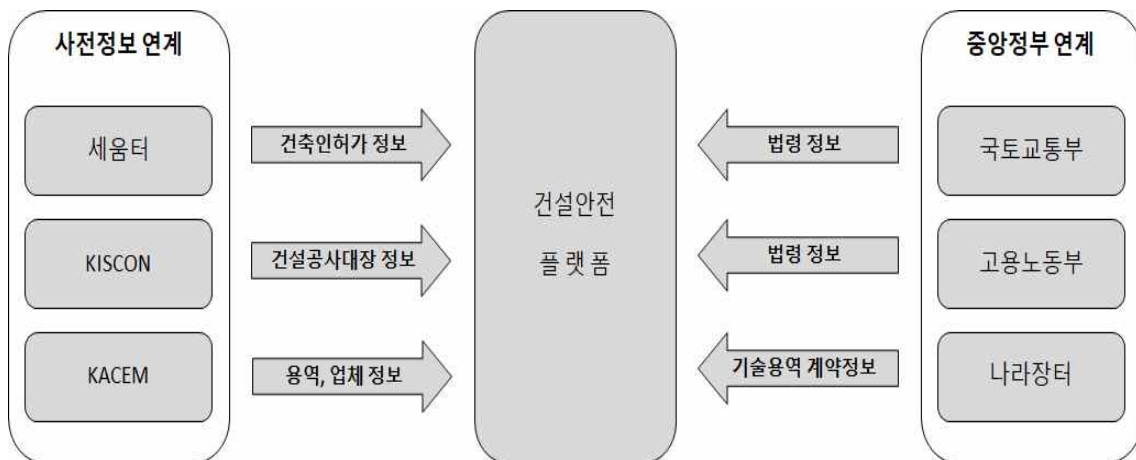 사전정보 연계
세움터
KISCON
KACEM
건축인허가 정보
건설공사대장 정보
용역, 업체 정보
건설안전
플 랫 폼
법령 정보
법령 정보
기술용역 계약정보
중앙정부 연계
국토교통부
고용노동부
나라장터